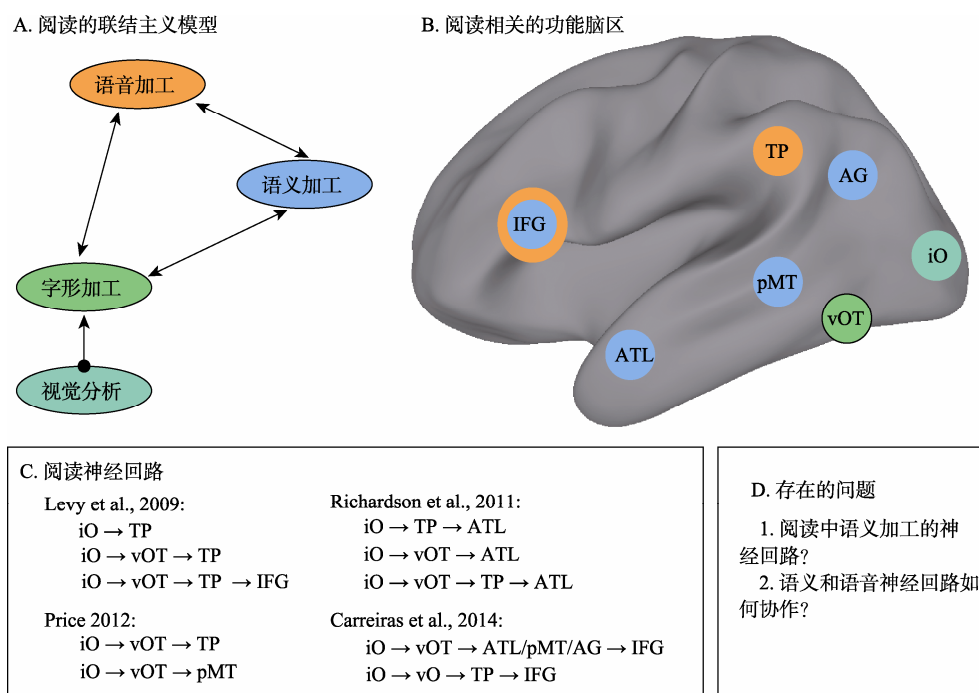 A. 阅读的联结主义模型
语音加工
语义加工
字形加工
视觉分析
B. 阅读相关的功能脑区
TP
AG
IFG
iO
pMT
vOT
ATL
C. 阅读神经回路
Levy et al., 2009:
iO → TP
iO → vOT → TP
iO → vOT → TP → IFG
Price 2012:
iO → vOT → TP
iO → vOT → pMT
Richardson et al., 2011:
iO → TP → ATL
iO → vOT → ATL
iO → vOT → TP → ATL
Carreiras et al., 2014:
iO → vOT → ATL/pMT/AG → IFG
iO → vO → TP → IFG
D. 存在的问题
1. 阅读中语义加工的神
经回路?
2. 语义和语音神经回路如
何协作?